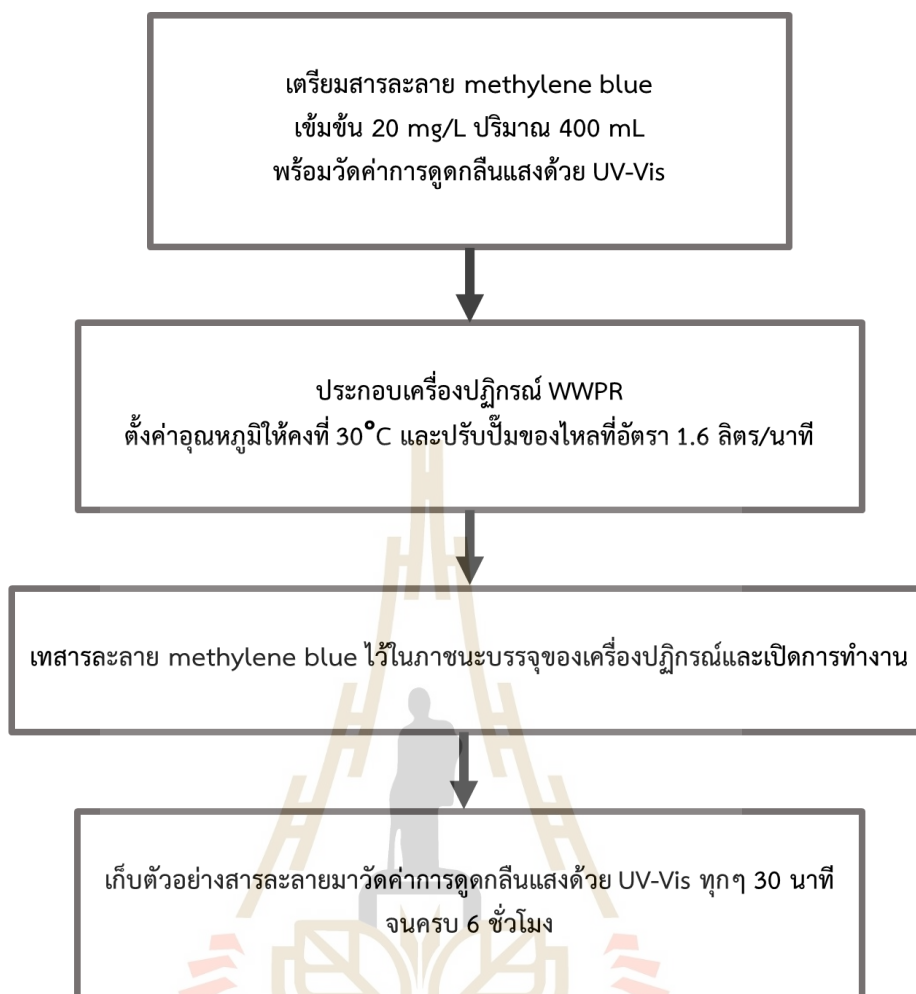 เตรียมสารละลาย methylene blue
เข้มข้น 20 mg/L ปริมาณ 400 mL
พร้อมวัดค่าการดูดกลืนแสงด้วย UV-Vis
ประกอบเครื่องปฏิกรณ์ WWPR
ตั้งค่าอุณหภูมิให้คงที่ 30°C และปรับปั๊มของไหลที่อัตรา 1.6 ลิตร/นาที
เทสารละลาย methylene blue ไว้ในภาชนะบรรจุของเครื่องปฏิกรณ์และเปิดการทำงาน
เก็บตัวอย่างสารละลายมาวัดค่าการดูดกลืนแสงด้วย UV-Vis ทุกๆ 30 นาที
จนครบ 6 ชั่วโมง